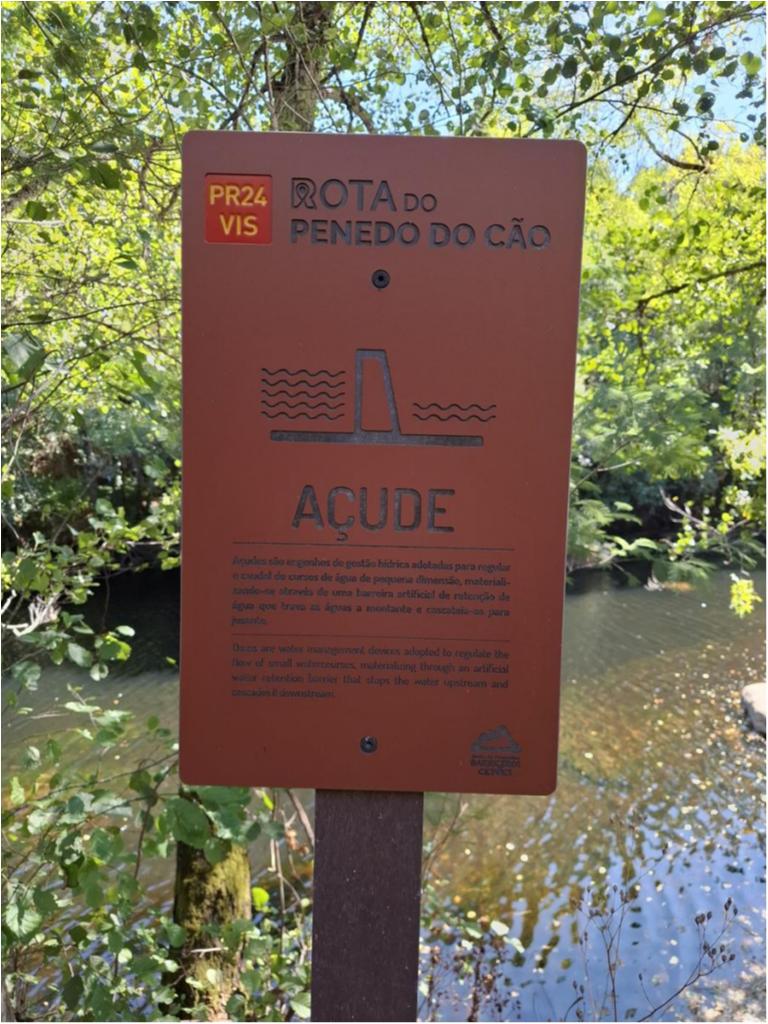 PR24
VIS
ROTA DO
PENEDO DO CÃO
AÇUDE
Açudes são engenhos de gestão hídrica adotados para regular
o caudal de cursos de água de pequena dimensão, materiali-
zando-se através de uma barreira artificial de retenção de
água que trava as águas a montante e cascateia-as para
jusante.
are water management devices adopted to regulate the
flow of small watercourses, materialising through an artificial
water retention barrier that stops the water upstream and
cascades it downstream.